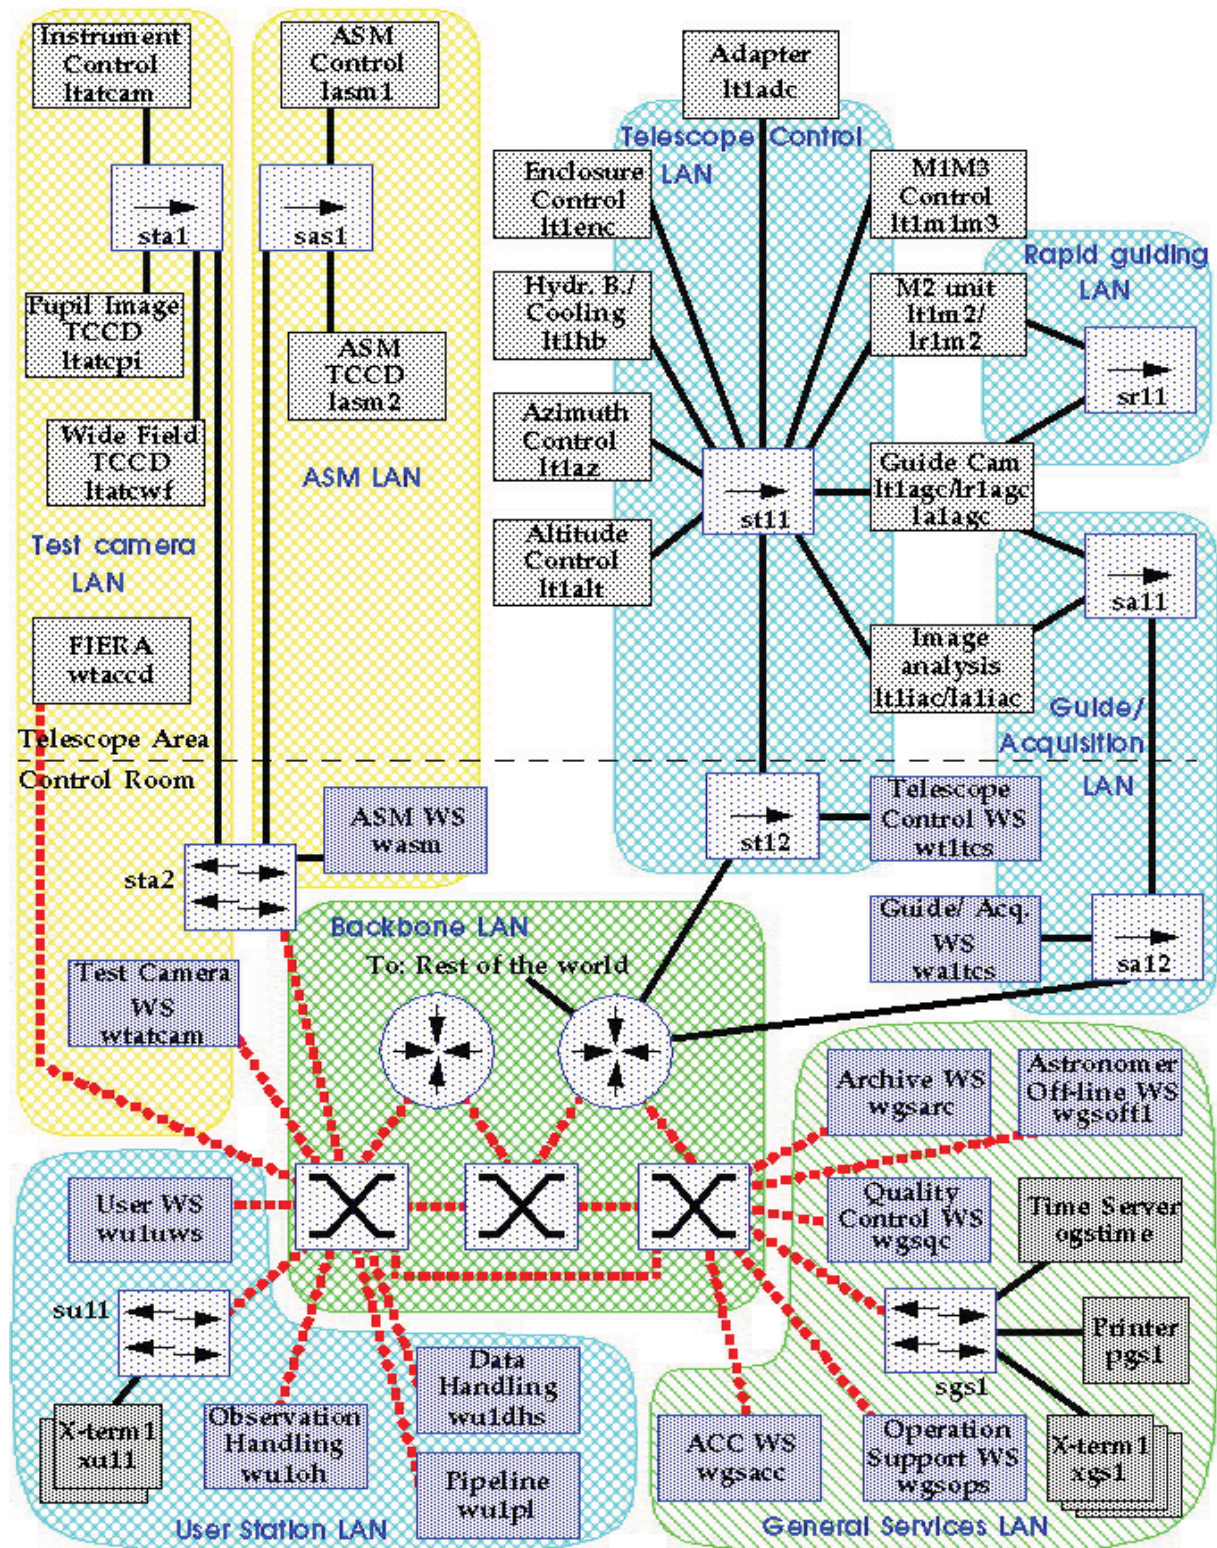 Instrument
Control
ltatcam
ASM
Control
lasm1
Adapter
lt1adc
Telescope Control
LAN
Enclosure
Control
lt1enc
M1M3
Control
lt1m1m3
sta1
sas1
Rapid guiding
LAN
Pupil Image
TCCD
ltatcpi
Hydr. B./
Cooling
lt1hb
M2 unit
lt1m2/
lr1m2
ASM
TCCD
lasm2
sr11
Wide Field
TCCD
ltatcwf
ASM LAN
Azimuth
Control
lt1az
st11
Guide Cam
lt1agc/lr1agc
la1agc
Test camera
LAN
Altitude
Control
lt1alt
sa11
FIERA
wtaccd
Image
analysis
lt1iac/la1iac
Guide/
Acquisition
LAN
Telescope Area
Control Room
ASM WS
wasm
st12
Telescope
Control WS
wt1tcs
sta2
Guide/ Acq.
WS
wa1tcs
sa12
Backbone LAN
To: Rest of the world
Test Camera
WS
wtatcam
Archive WS
wgsarc
Astronomer
Off-line WS
wgsoft1
User WS
wu1uws
Quality
Control WS
wgsqc
Time Server
ogstime
su11
sgs1
Printer
pgs1
Data
Handling
wu1dhs
X-term1
xu11
Observation
Handling
wu1oh
Pipeline
wu1pl
ACC WS
wgsacc
Operation
Support WS
wgsops
X-term1
xgs1
User Station LAN
General Services LAN